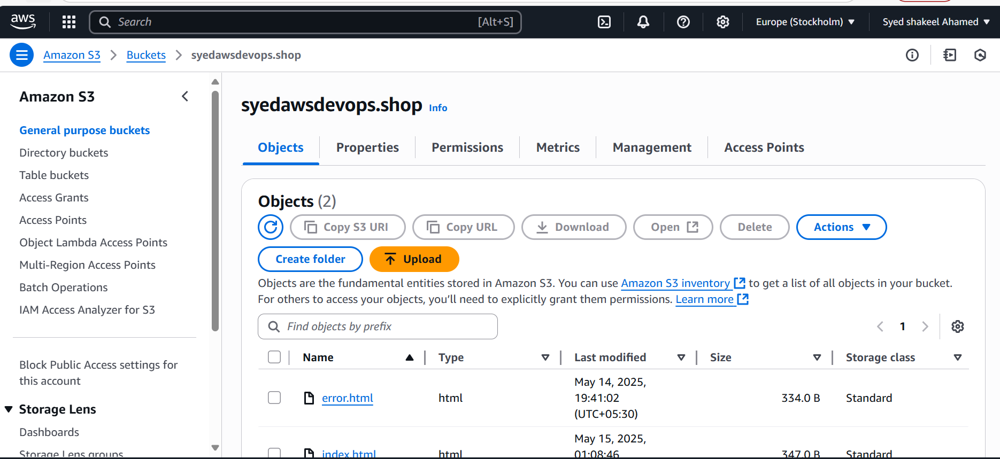 aws
Search [Alt+S]
Europe (Stockholm) Syed shakeel Ahamed
Amazon S3 Buckets syedawsdevops.shop
Amazon S3
General purpose buckets
Directory buckets
Table buckets
Access Grants
Access Points
Object Lambda Access Points
Multi-Region Access Points
Batch Operations
IAM Access Analyzer for S3
Block Public Access settings for
this account
Storage Lens
Dashboards
Storage Lens groups
syedawsdevops.shop Info
Objects Properties Permissions Metrics Management Access Points
Objects (2)
Copy S3 URI Copy URL Download Open Delete Actions
Create folder Upload
Objects are the fundamental entities stored in Amazon S3. You can use Amazon S3 inventory to get a list of all objects in your bucket.
For others to access your objects, you’ll need to explicitly grant them permissions. Learn more
Find objects by prefix
1
Name Type Last modified Size Storage class
May 14, 2025,
error.html html 19:41:02 334.0 B Standard
(UTC+05:30)
May 15, 2025,
index.html html 01:08:46 347.0 B Standard